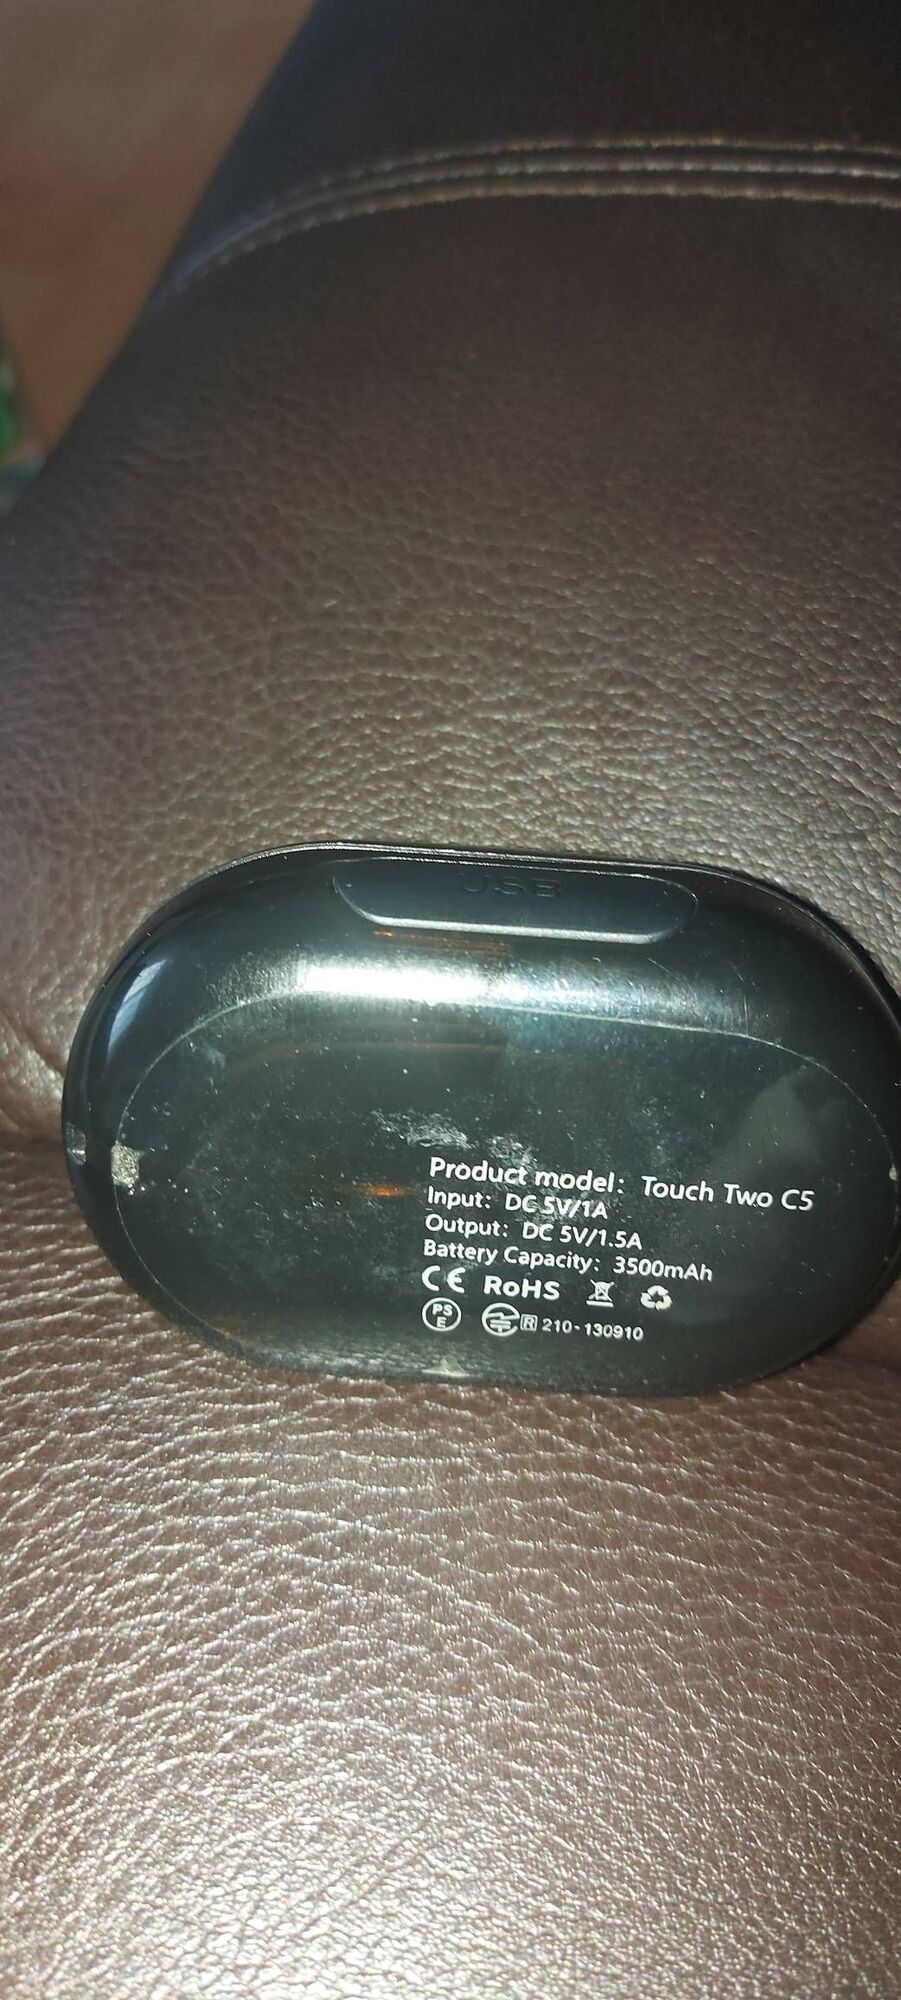 USB
Product model: Touch Two C5
Input: DC 5V/1A
Output: DC 5V/1.5A
Battery Capacity: 3500mAh
CE RoHS
PSE R 210-130910